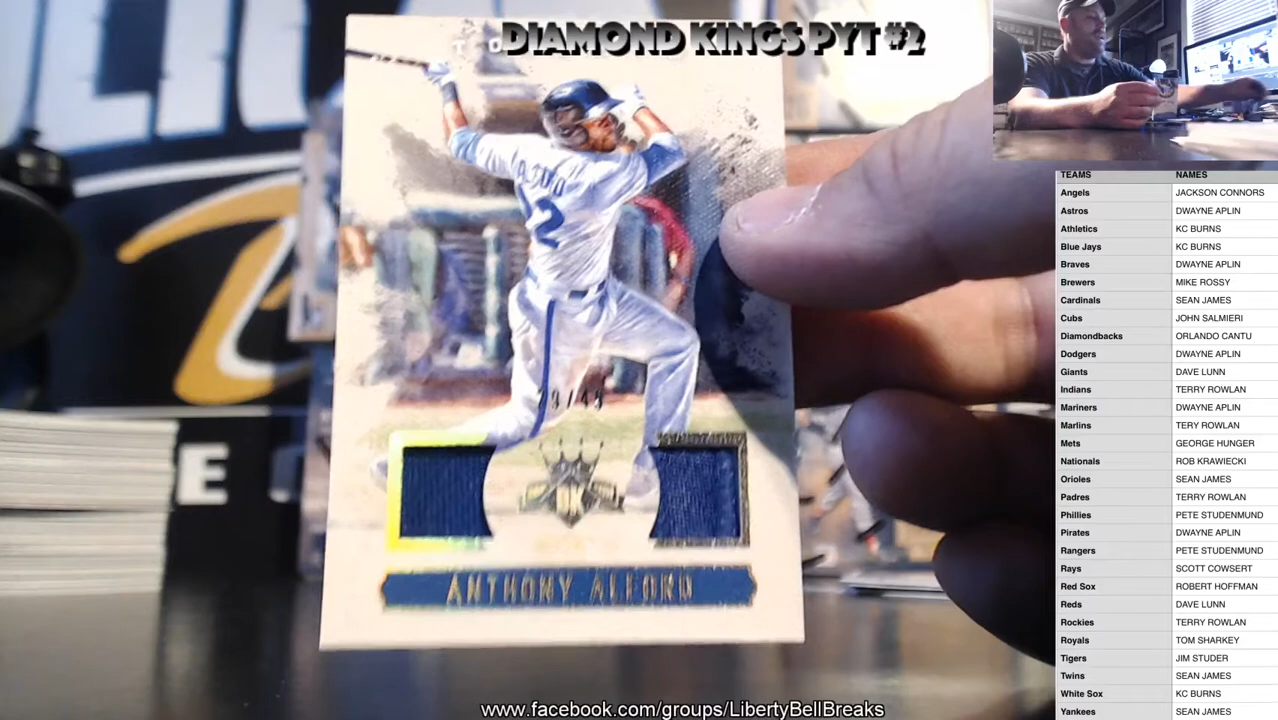 DIAMOND KINGS PYT #2
29/49
ANTHONY ALFORD
E
www.facebook.com/groups/LibertyBellBreaks
TEAMS NAMES
Angels JACKSON CONNORS
Astros DWAYNE APLIN
Athletics KC BURNS
Blue Jays KC BURNS
Braves DWAYNE APLIN
Brewers MIKE ROSSY
Cardinals SEAN JAMES
Cubs JOHN SALMIERI
Diamondbacks ORLANDO CANTU
Dodgers DWAYNE APLIN
Giants DAVE LUNN
Indians TERRY ROWLAN
Mariners DWAYNE APLIN
Marlins TERY ROWLAN
Mets GEORGE HUNGER
Nationals ROB KRAWIECKI
Orioles SEAN JAMES
Padres TERRY ROWLAN
Phillies PETE STUDENMUND
Pirates DWAYNE APLIN
Rangers PETE STUDENMUND
Rays SCOTT COWSERT
Red Sox ROBERT HOFFMAN
Reds DAVE LUNN
Rockies TERRY ROWLAN
Royals TOM SHARKEY
Tigers JIM STUDER
Twins SEAN JAMES
White Sox KC BURNS
Yankees SEAN JAMES